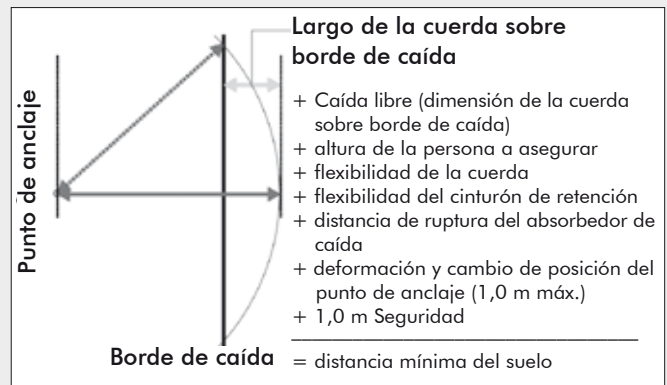 Largo de la cuerda sobre
borde de caída
Punto de anclaje
+ Caída libre (dimensión de la cuerda
sobre borde de caída)
+ altura de la persona a asegurar
+ flexibilidad de la cuerda
+ flexibilidad del cinturón de retención
+ distancia de ruptura del absorbedor de
caída
+ deformación y cambio de posición del
punto de anclaje (1,0 m máx.)
+ 1,0 m Seguridad
Borde de caída
= distancia mínima del suelo